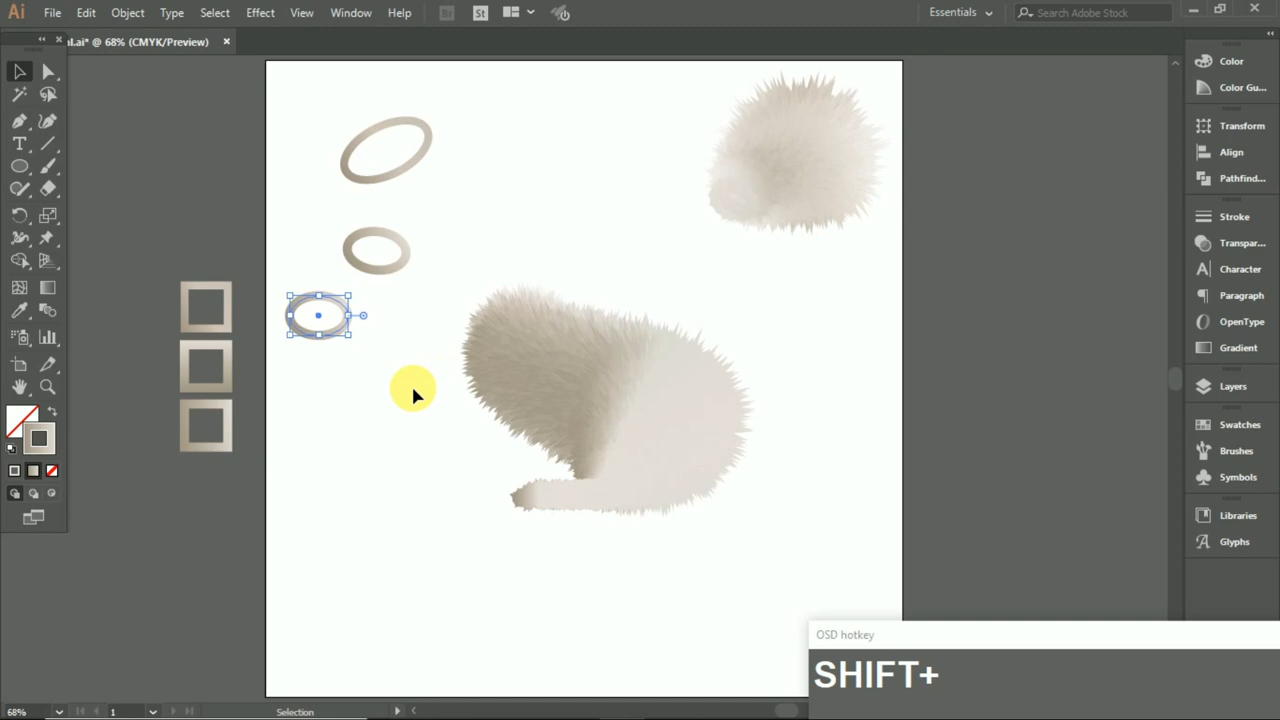 Ai File Edit Object Type Select Effect View Window Help Br St Essentials Search Adobe Stock
al.ai* @ 68% (CMYK/Preview)
Color
Color Gu...
Transform
Align
Pathfind...
Stroke
Transpar...
Character
Paragraph
OpenType
Gradient
Layers
Swatches
Brushes
Symbols
Libraries
Glyphs
OSD hotkey
SHIFT+
68% 1 Selection